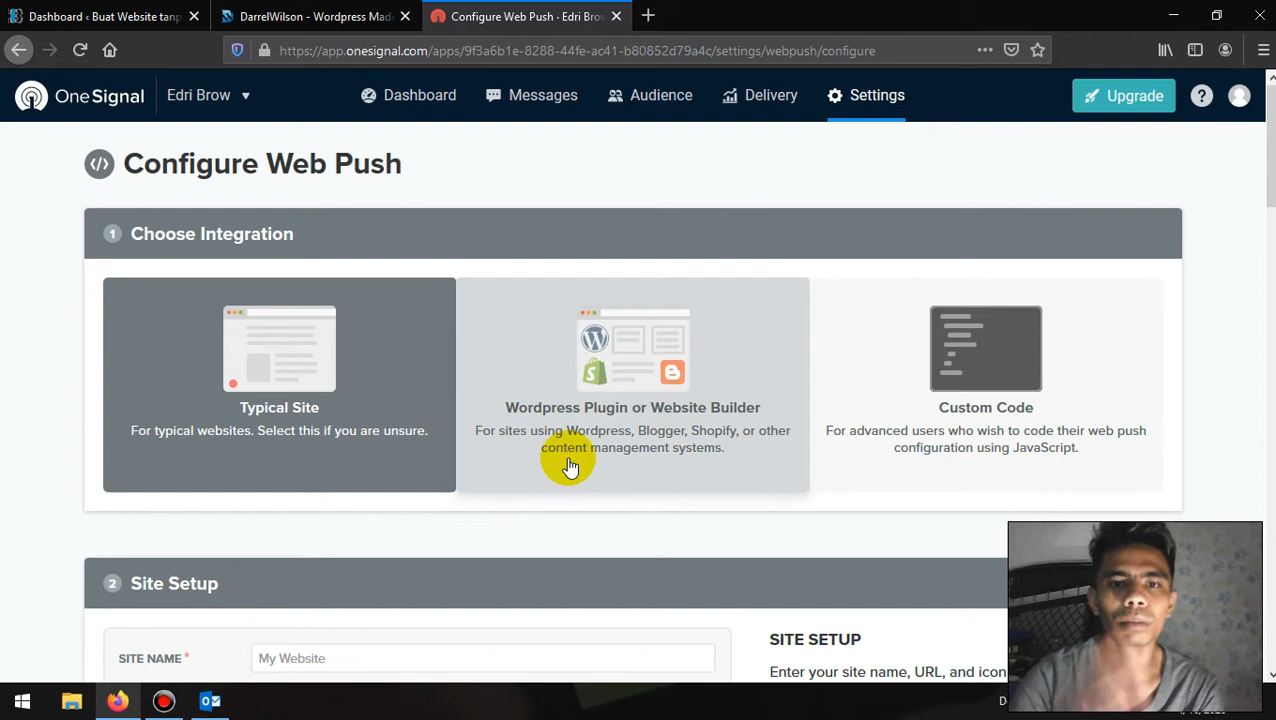 Dashboard ‹ Buat Website tanp
DarrelWilson - Wordpress Mad
Configure Web Push · Edri Brow
https://app.onesignal.com/apps/9f3a6b1e-8288-44fe-ac41-b80852d79a4c/settings/webpush/configure
OneSignal
Edri Brow
Dashboard
Messages
Audience
Delivery
Settings
Upgrade
?
</> Configure Web Push
1 Choose Integration
Typical Site
For typical websites. Select this if you are unsure.
Wordpress Plugin or Website Builder
For sites using Wordpress, Blogger, Shopify, or other
content management systems.
Custom Code
For advanced users who wish to code their web push
configuration using JavaScript.
2 Site Setup
SITE NAME *
My Website
SITE SETUP
Enter your site name, URL, and icon